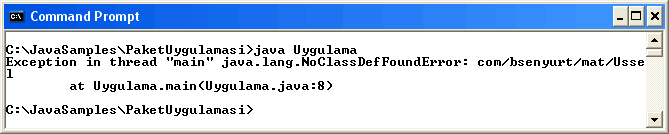 Command Prompt
C:\JavaSamples\PaketUygulamasi>java Uygulama
Exception in thread "main" java.lang.NoClassDefFoundError: com/bsenyurt/mat/Usse
l
at Uygulama.main(Uygulama.java:8)
C:\JavaSamples\PaketUygulamasi>